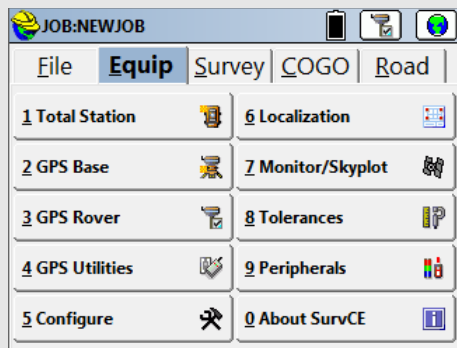 JOB:NEWJOB
File Equip Survey COGO Road
1 Total Station
6 Localization
2 GPS Base
7 Monitor/Skyplot
3 GPS Rover
8 Tolerances
4 GPS Utilities
9 Peripherals
5 Configure
0 About SurvCE